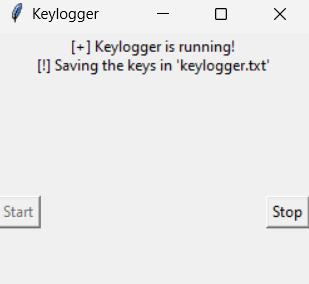 Keylogger
[+] Keylogger is running!
[!] Saving the keys in 'keylogger.txt'
Start
Stop